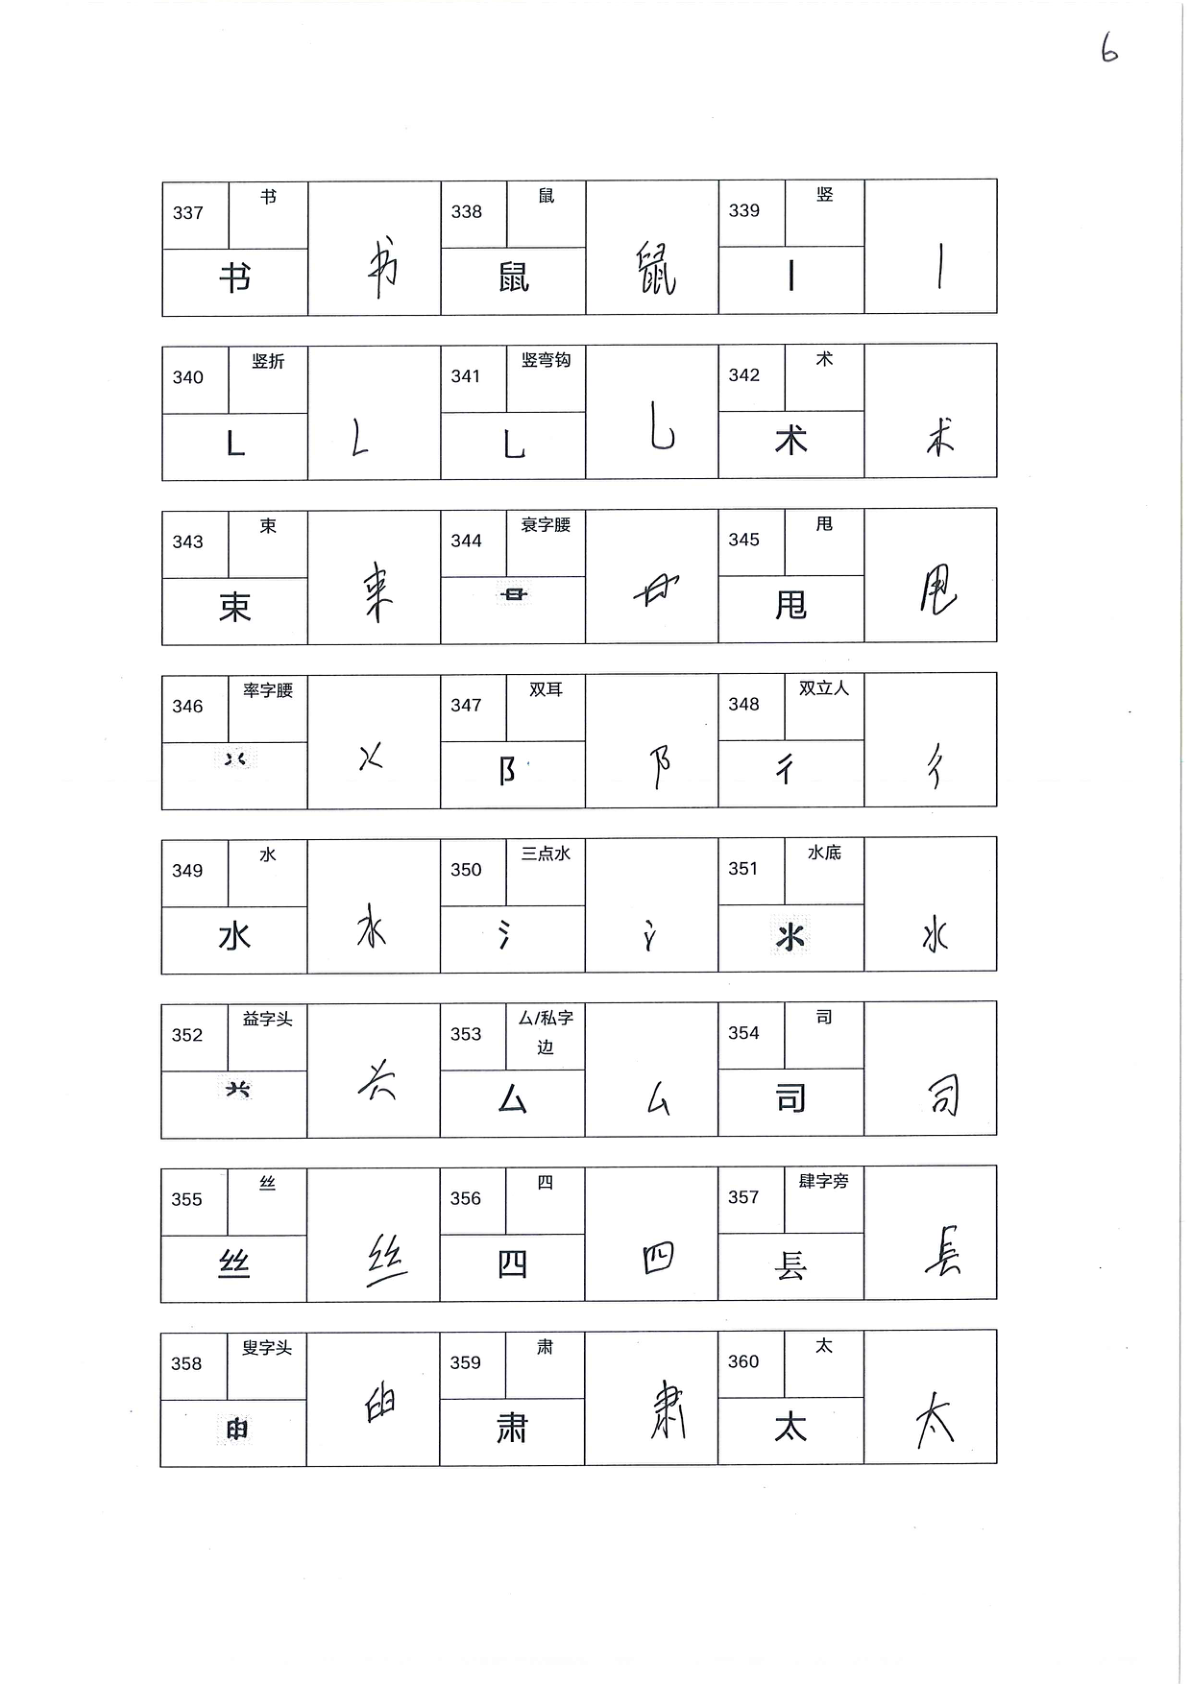 6
337 书 书 书
338 鼠 鼠 鼠
339 竖 丨 丨
340 竖折 𠃊 𠃊
341 竖弯钩 乚 乚
342 术 术 术
343 束 束 束
344 衰字腰
345 甩 甩 甩
346 率字腰
347 双耳 阝 阝
348 双立人 彳 彳
349 水 水 水
350 三点水 氵 氵
351 水底 氺 氺
352 益字头
353 厶/私字边 厶 厶
354 司 司 司
355 丝 丝 丝
356 四 四 四
357 肆字旁 镸 镸
358 叟字头
359 肃 肃 肃
360 太 太 太